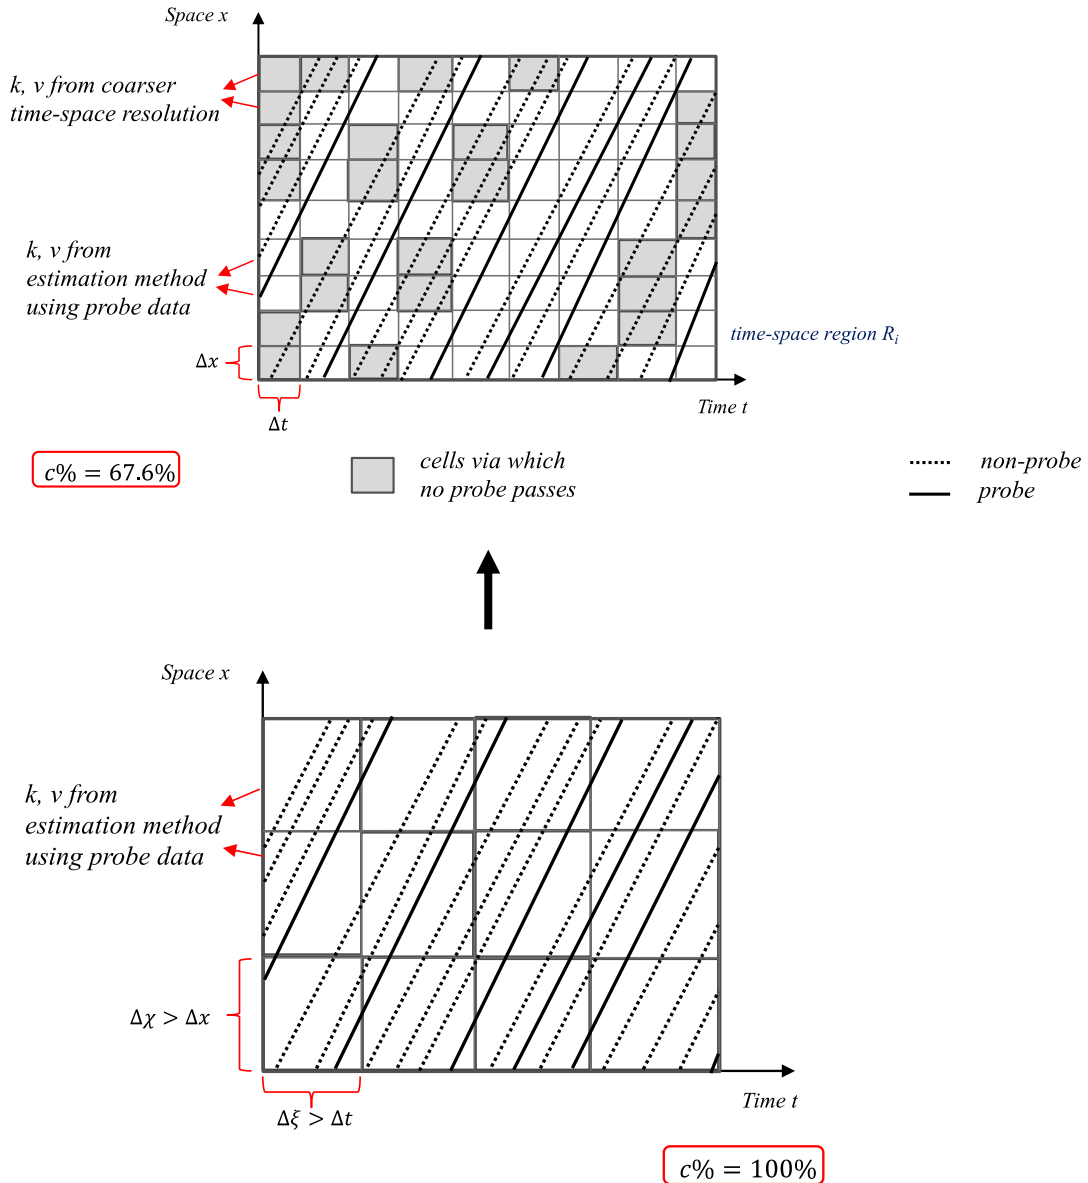 Space x
k, v from coarser
time-space resolution
k, v from
estimation method
using probe data
time-space region Rᵢ
Δx
Time t
Δt
c% = 67.6%
cells via which
no probe passes
non-probe
probe
Space x
k, v from
estimation method
using probe data
Δχ > Δx
Δξ > Δt
Time t
c% = 100%